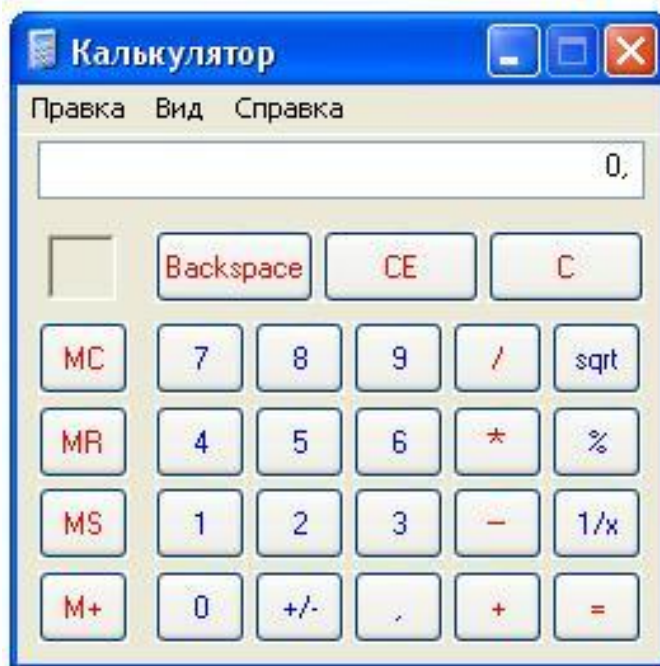 Калькулятор
Правка Вид Справка
0,
Backspace CE C
MC 7 8 9 / sqrt
MR 4 5 6 * %
MS 1 2 3 − 1/x
M+ 0 +/- , + =